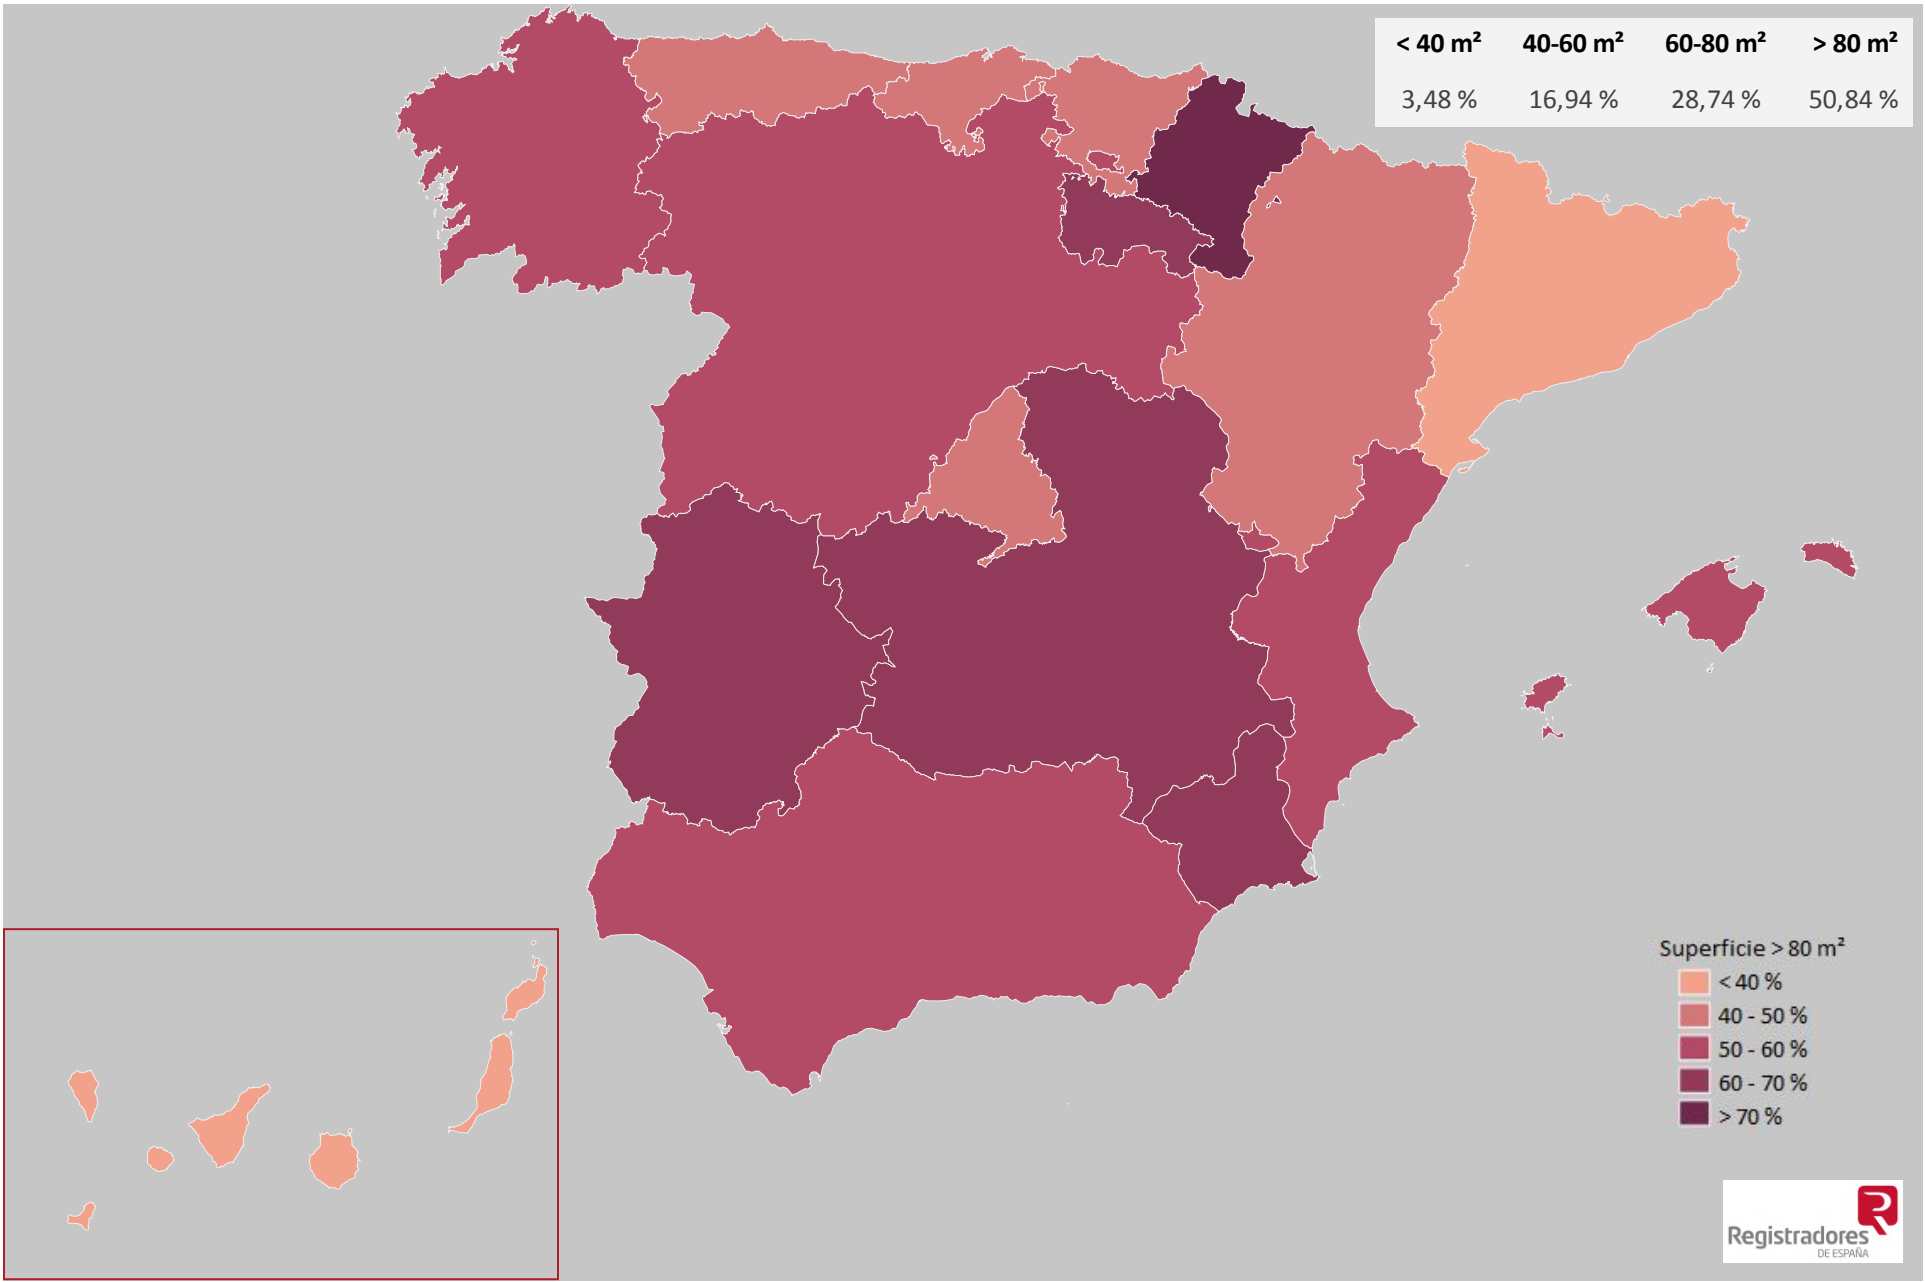 < 40 m² 40-60 m² 60-80 m² > 80 m²
3,48 % 16,94 % 28,74 % 50,84 %
Superficie > 80 m²
< 40 %
40 - 50 %
50 - 60 %
60 - 70 %
> 70 %
Registradores
DE ESPAÑA